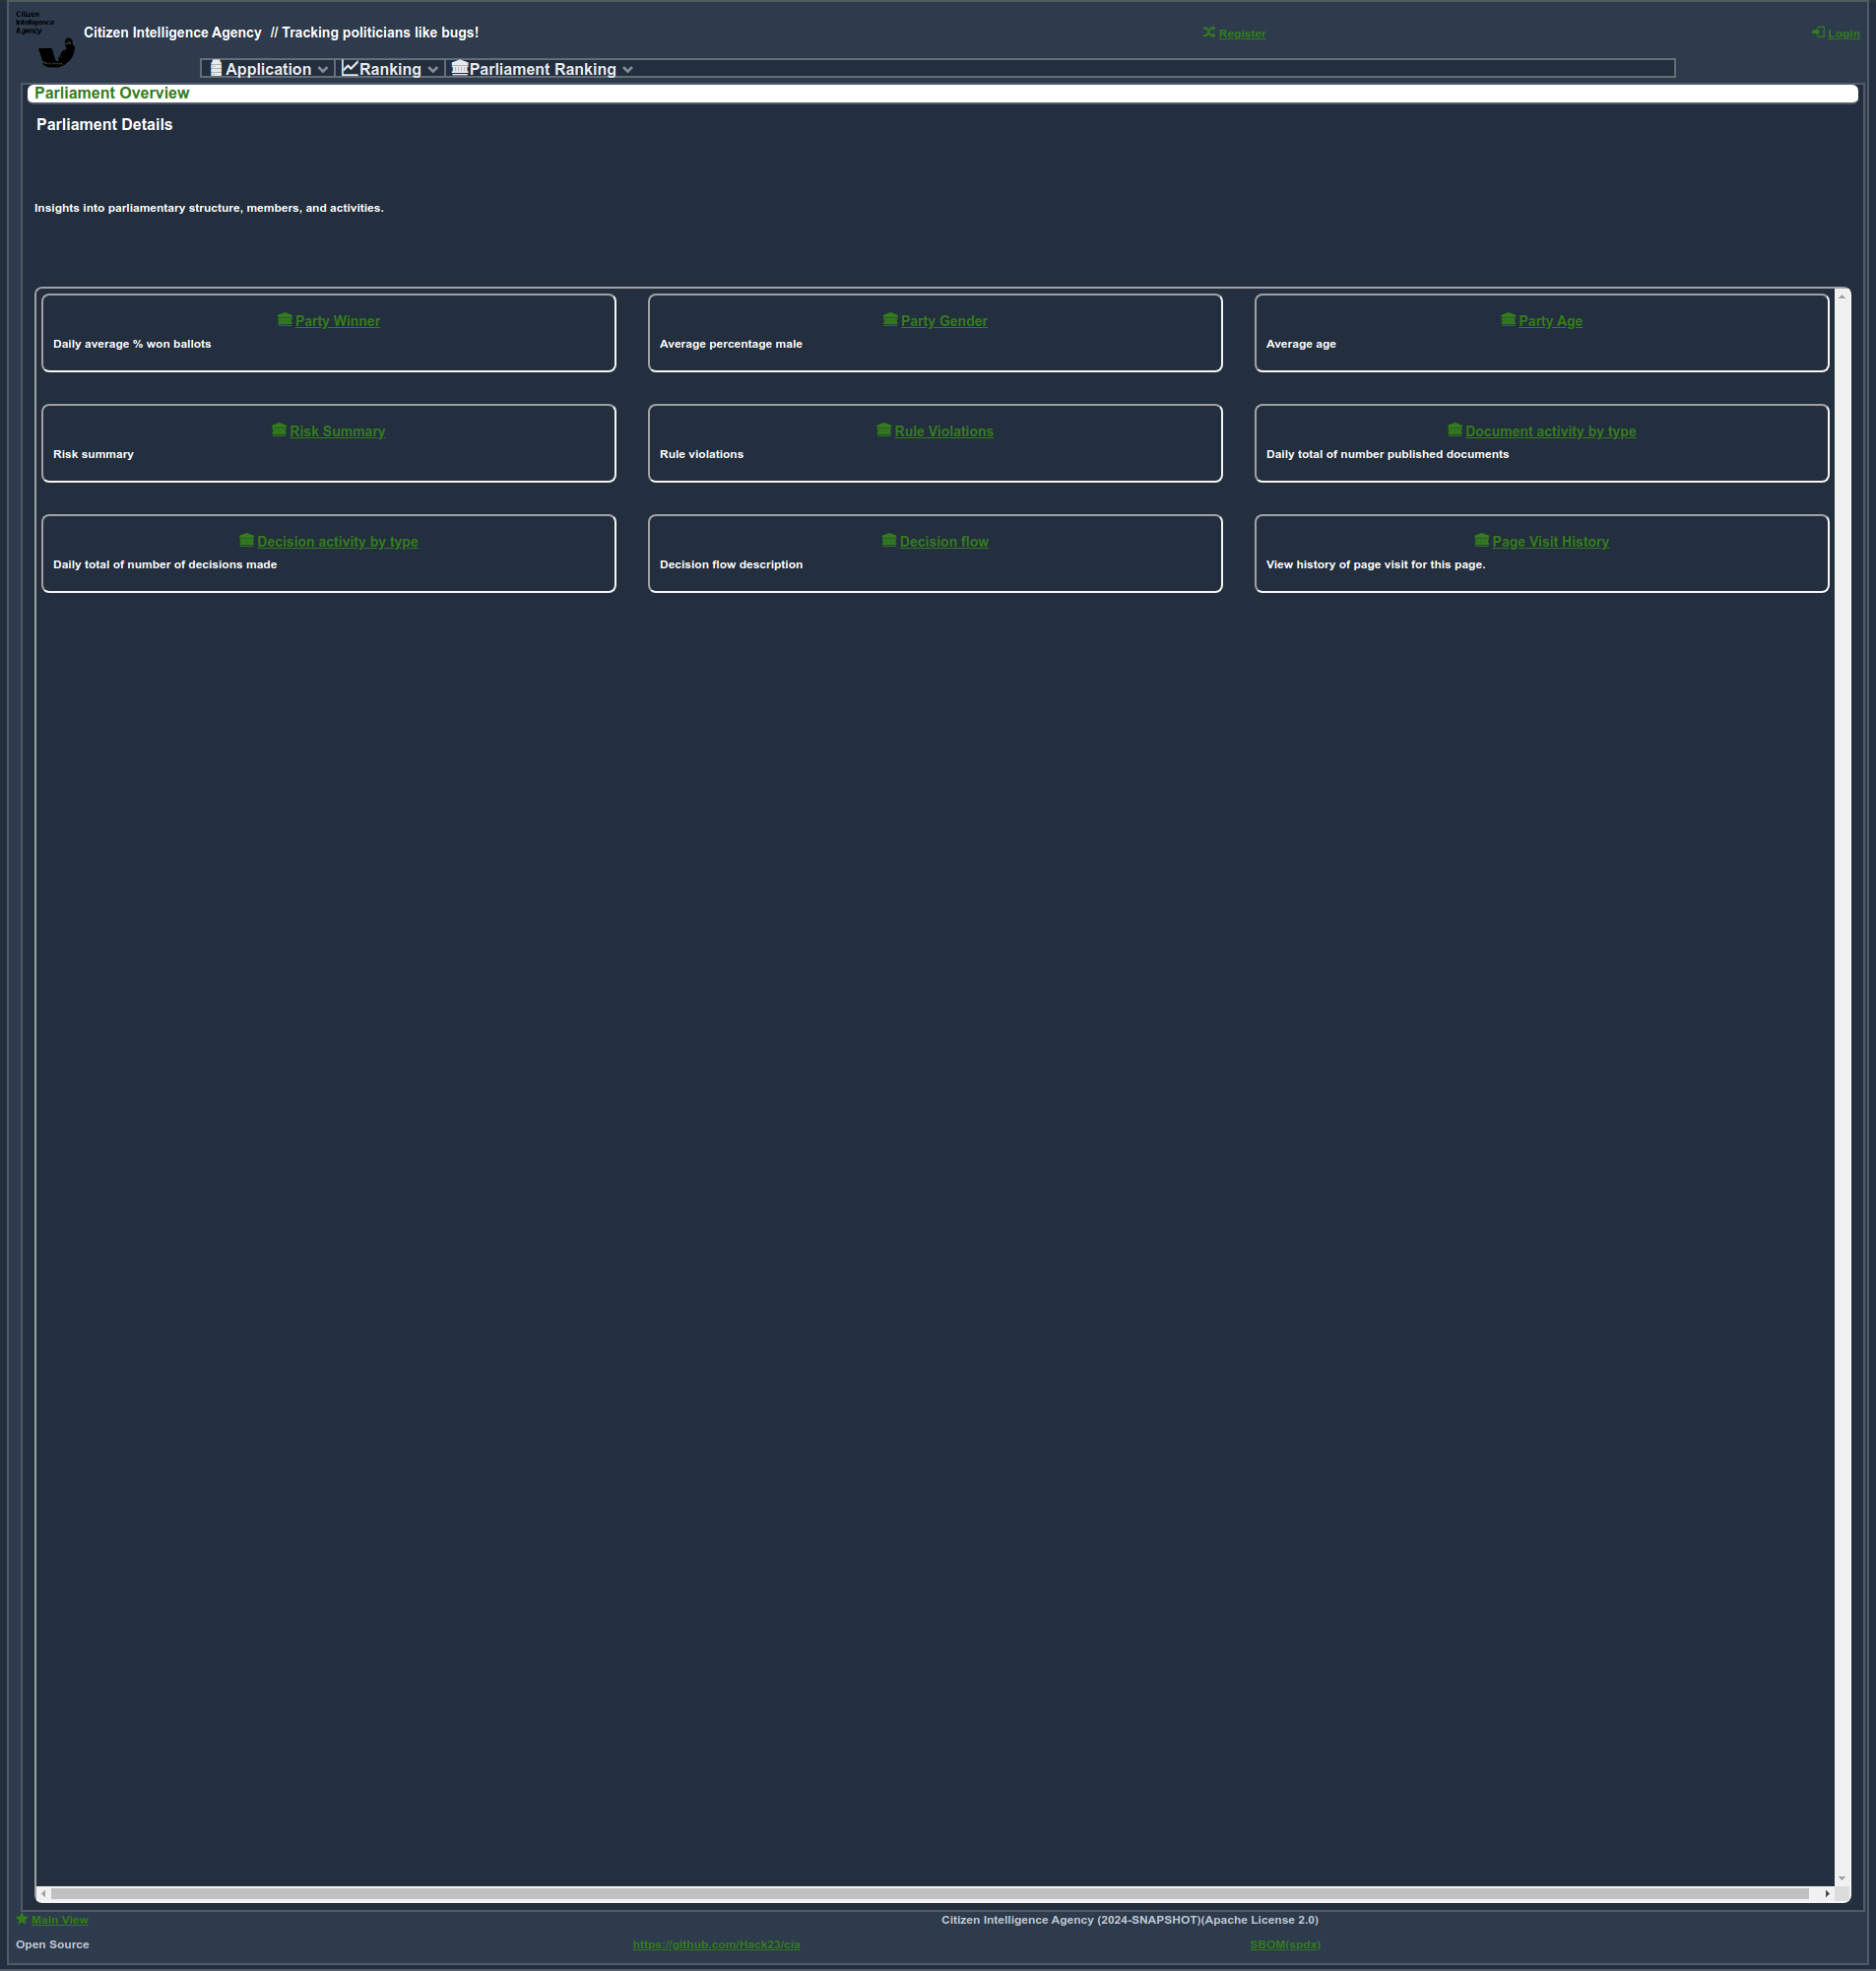 Citizen
Intelligence
Agency
Citizen Intelligence Agency // Tracking politicians like bugs!
Register
Login
Application
Ranking
Parliament Ranking
Parliament Overview
Parliament Details
Insights into parliamentary structure, members, and activities.
Party Winner
Daily average % won ballots
Party Gender
Average percentage male
Party Age
Average age
Risk Summary
Risk summary
Rule Violations
Rule violations
Document activity by type
Daily total of number published documents
Decision activity by type
Daily total of number of decisions made
Decision flow
Decision flow description
Page Visit History
View history of page visit for this page.
Main View
Citizen Intelligence Agency (2024-SNAPSHOT)(Apache License 2.0)
Open Source
https://github.com/Hack23/cia
SBOM(spdx)